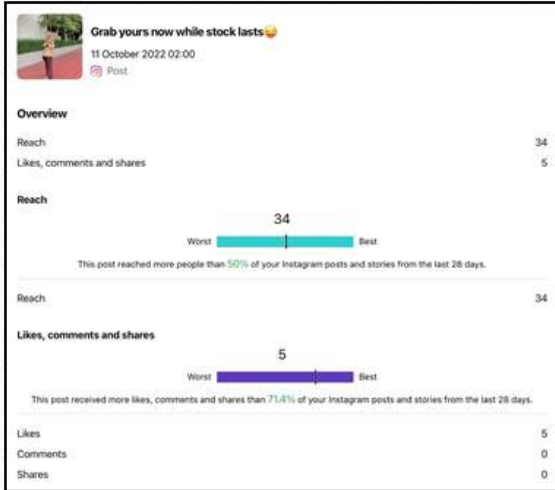 Grab yours now while stock lasts😜
11 October 2022 02:00
Post
Overview
Reach 34
Likes, comments and shares 5
Reach
34
Worst Best
This post reached more people than 50% of your Instagram posts and stories from the last 28 days.
Reach 34
Likes, comments and shares
5
Worst Best
This post received more likes, comments and shares than 71.4% of your Instagram posts and stories from the last 28 days.
Likes 5
Comments 0
Shares 0